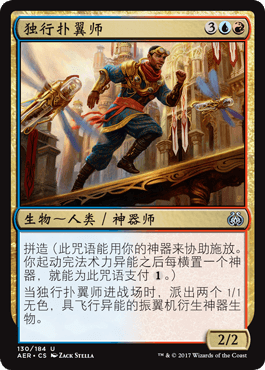 独行扑翼师
3
生物～人类／神器师
拼造（此咒语能用你的神器来协助施放。
你起动完法术力异能之后每横置一个神
器，就能为此咒语支付 1。）
当独行扑翼师进战场时，派出两个 1/1
无色，具飞行异能的振翼机衍生神器生
物。
2/2
130/184 U
AER • CS ZACK STELLA
™ & © 2017 Wizards of the Coast